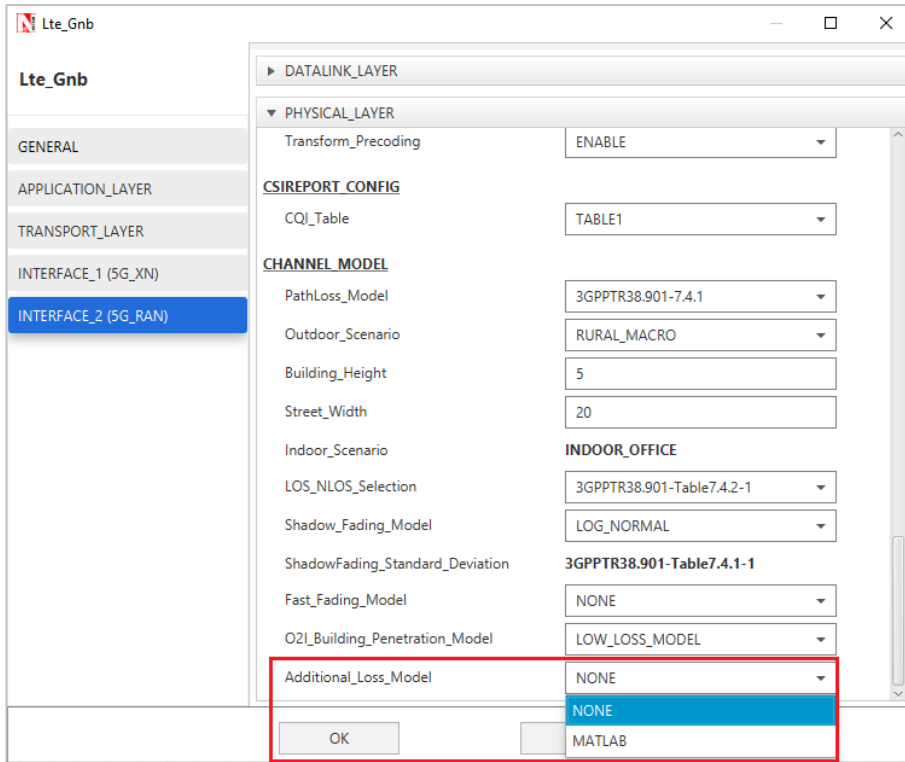 Lte_Gnb
Lte_Gnb
GENERAL
APPLICATION_LAYER
TRANSPORT_LAYER
INTERFACE_1 (5G_XN)
INTERFACE_2 (5G_RAN)
DATALINK_LAYER
PHYSICAL_LAYER
Transform_Precoding ENABLE
CSIREPORT_CONFIG
CQI_Table TABLE1
CHANNEL_MODEL
PathLoss_Model 3GPPTR38.901-7.4.1
Outdoor_Scenario RURAL_MACRO
Building_Height 5
Street_Width 20
Indoor_Scenario INDOOR_OFFICE
LOS_NLOS_Selection 3GPPTR38.901-Table7.4.2-1
Shadow_Fading_Model LOG_NORMAL
ShadowFading_Standard_Deviation 3GPPTR38.901-Table7.4.1-1
Fast_Fading_Model NONE
O2I_Building_Penetration_Model LOW_LOSS_MODEL
Additional_Loss_Model NONE
NONE
MATLAB
OK